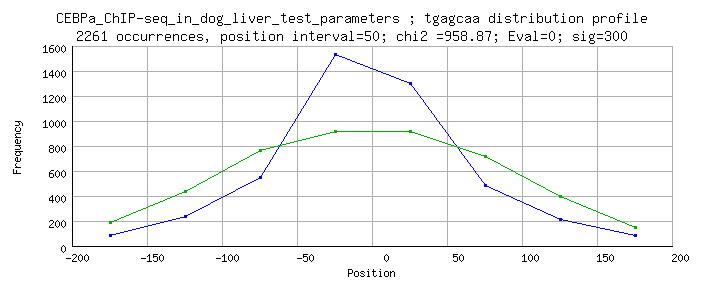 CEBPa_ChIP-seq_in_dog_liver_test_parameters ; tgagcaa distribution profile
2261 occurrences, position interval=50; chi2 =958.87; Eval=0; sig=300
1600
1400
1200
1000
800
600
400
200
0
Frequency
-200 -150 -100 -50 0 50 100 150 200
Position